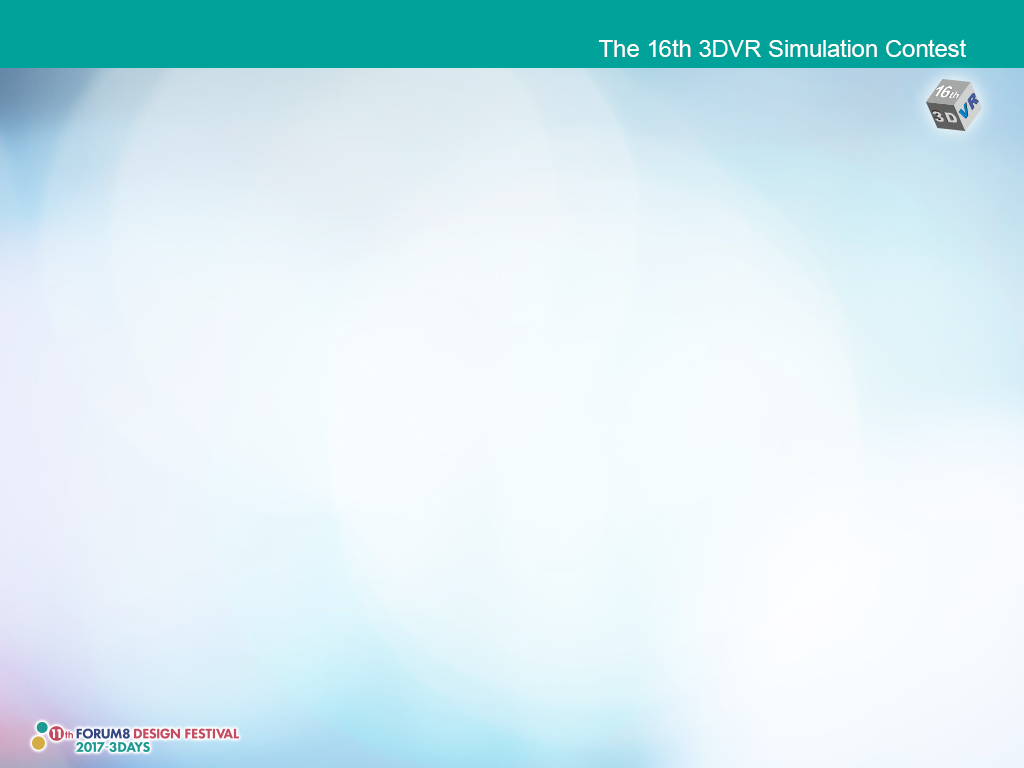 The 16th 3DVR Simulation Contest
16th
3D VR
11th FORUM8 DESIGN FESTIVAL
2017-3DAYS